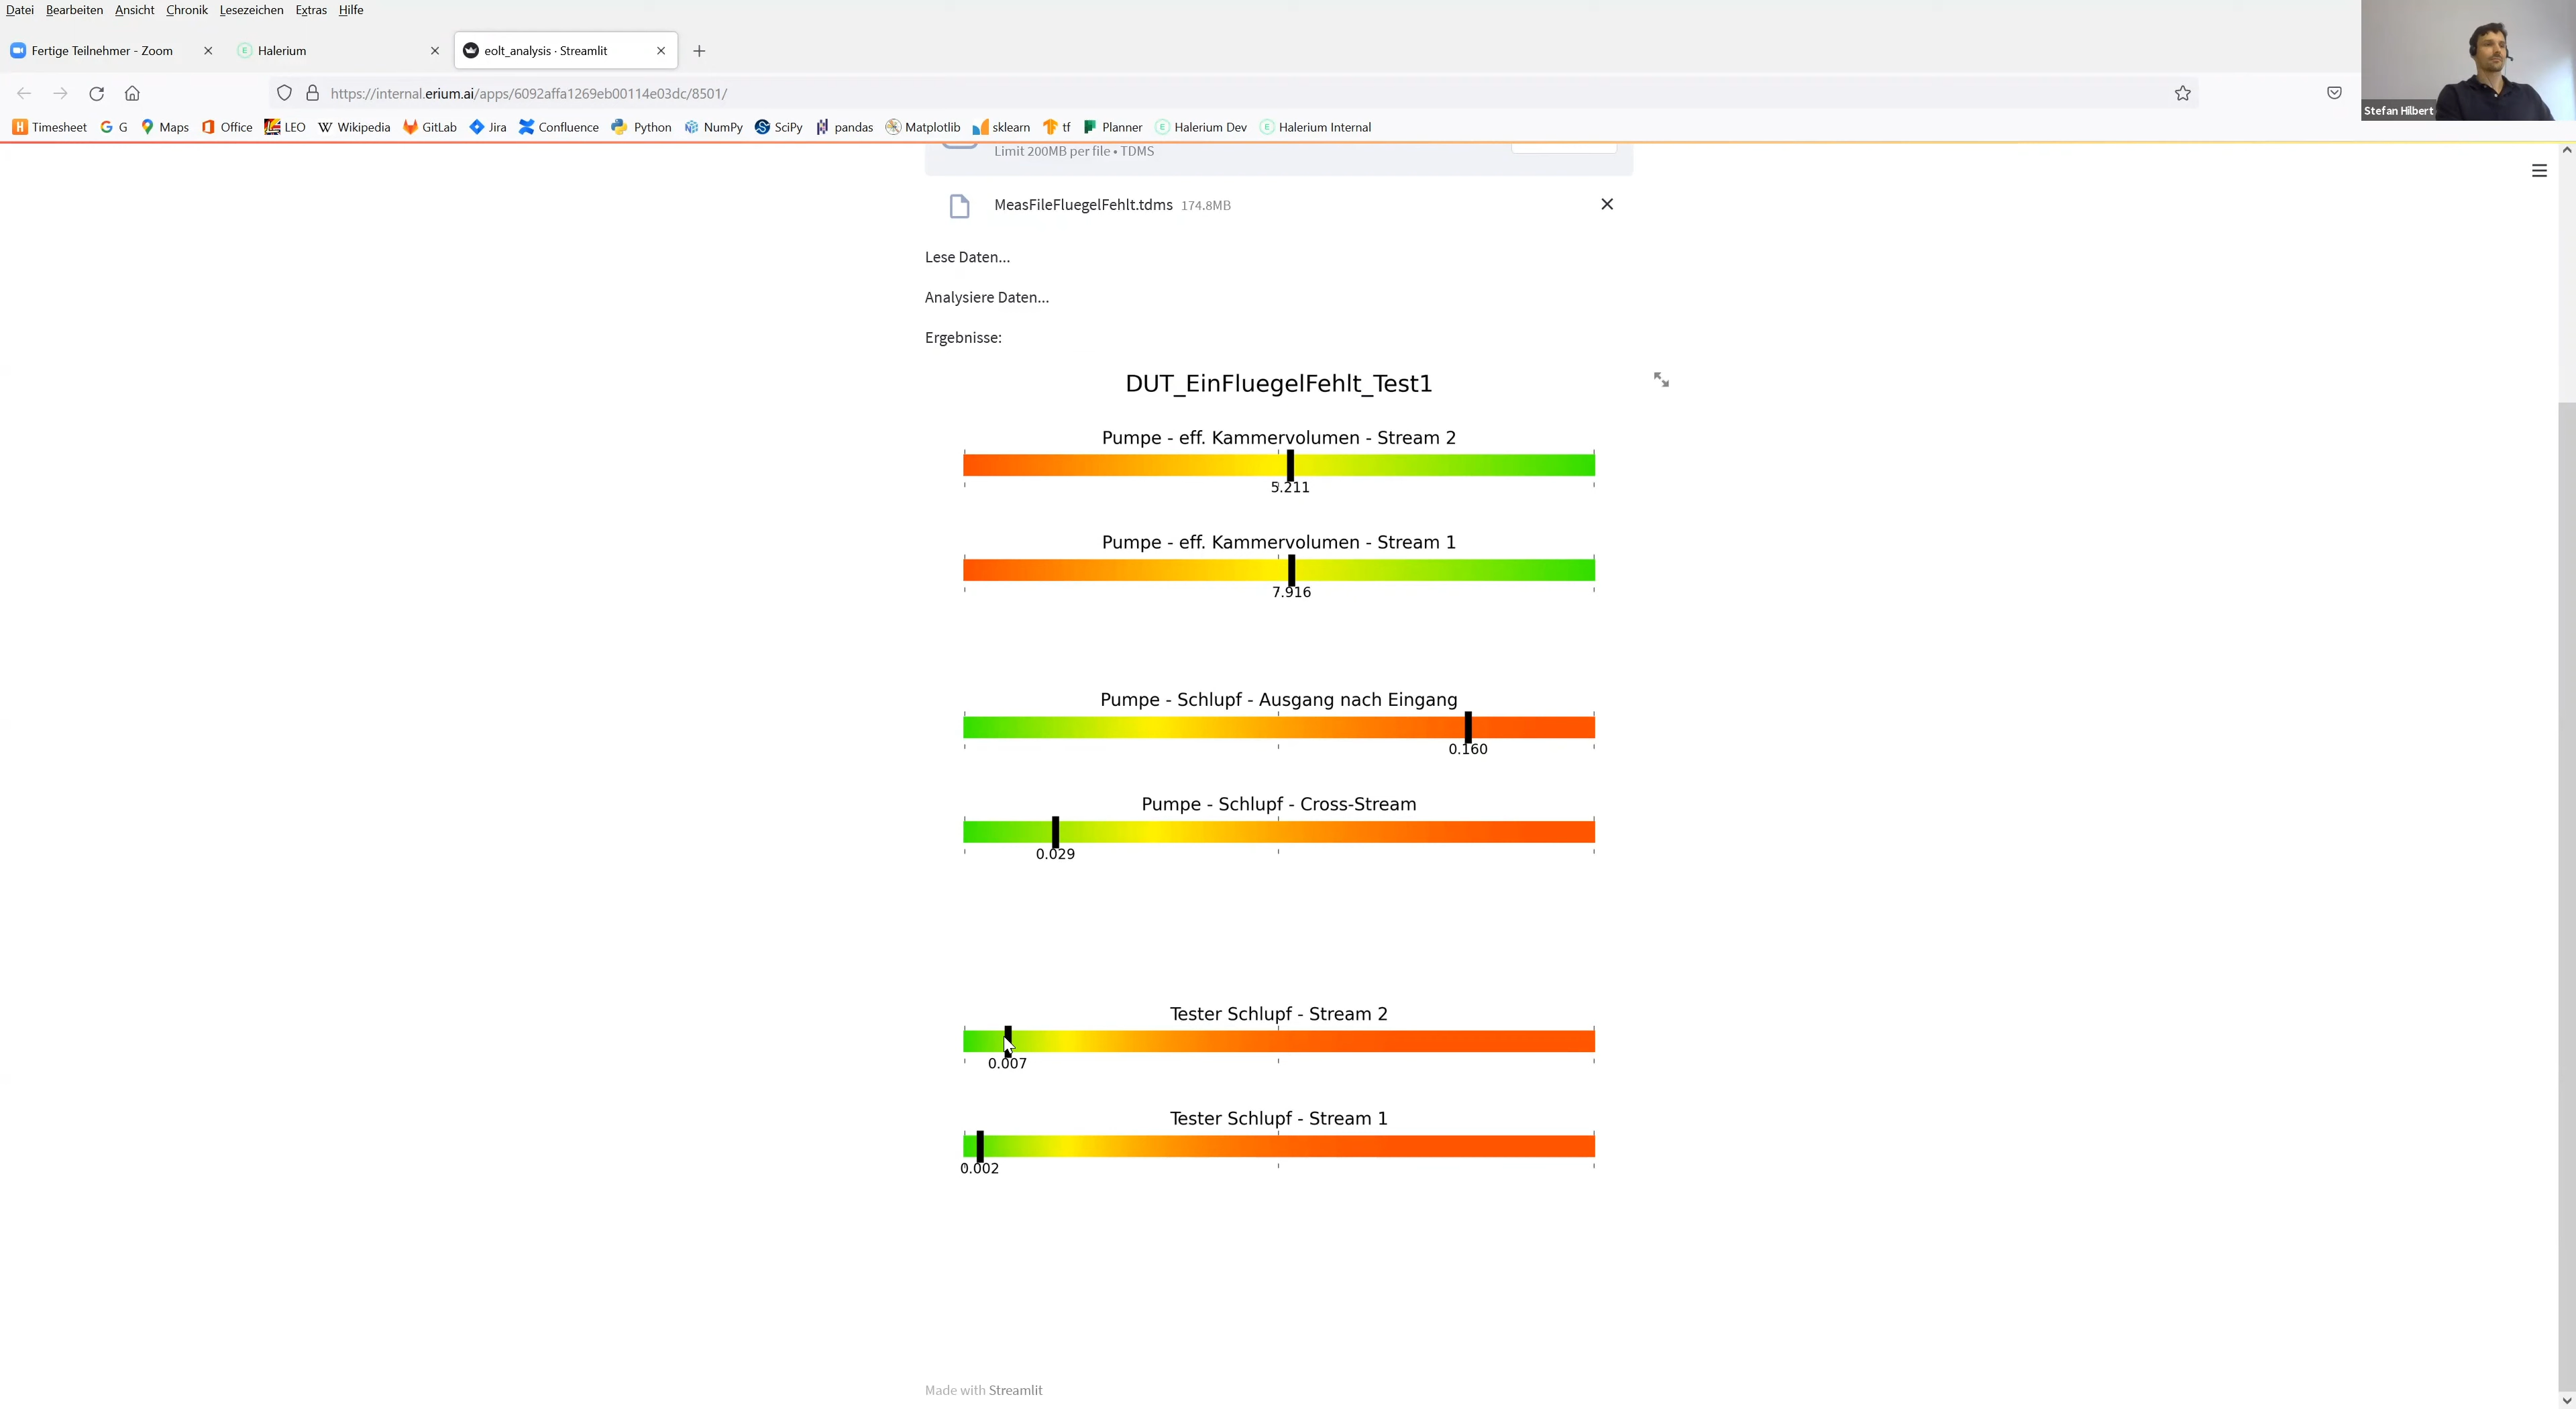 Datei Bearbeiten Ansicht Chronik Lesezeichen Extras Hilfe
Fertige Teilnehmer - Zoom
Halerium
eolt_analysis · Streamlit
https://internal.erium.ai/apps/6092affa1269eb00114e03dc/8501/
Stefan Hilbert
Timesheet G Maps Office LEO Wikipedia GitLab Jira Confluence Python NumPy SciPy pandas Matplotlib sklearn tf Planner Halerium Dev Halerium Internal
Limit 200MB per file • TDMS
MeasFileFluegelFehlt.tdms 174.8MB
Lese Daten...
Analysiere Daten...
Ergebnisse:
DUT_EinFluegelFehlt_Test1
Pumpe - eff. Kammervolumen - Stream 2
5.211
Pumpe - eff. Kammervolumen - Stream 1
7.916
Pumpe - Schlupf - Ausgang nach Eingang
0.160
Pumpe - Schlupf - Cross-Stream
0.029
Tester Schlupf - Stream 2
0.007
Tester Schlupf - Stream 1
0.002
Made with Streamlit